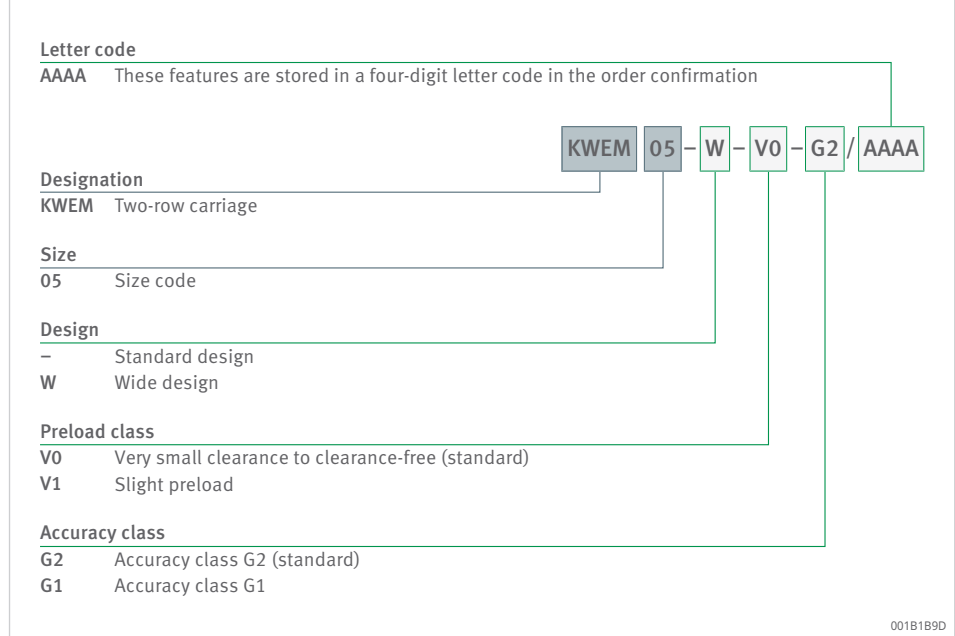 Letter code
AAAA These features are stored in a four-digit letter code in the order confirmation
KWEM 05 – W – V0 – G2 / AAAA
Designation
KWEM Two-row carriage
Size
05 Size code
Design
– Standard design
W Wide design
Preload class
V0 Very small clearance to clearance-free (standard)
V1 Slight preload
Accuracy class
G2 Accuracy class G2 (standard)
G1 Accuracy class G1
001B1B9D